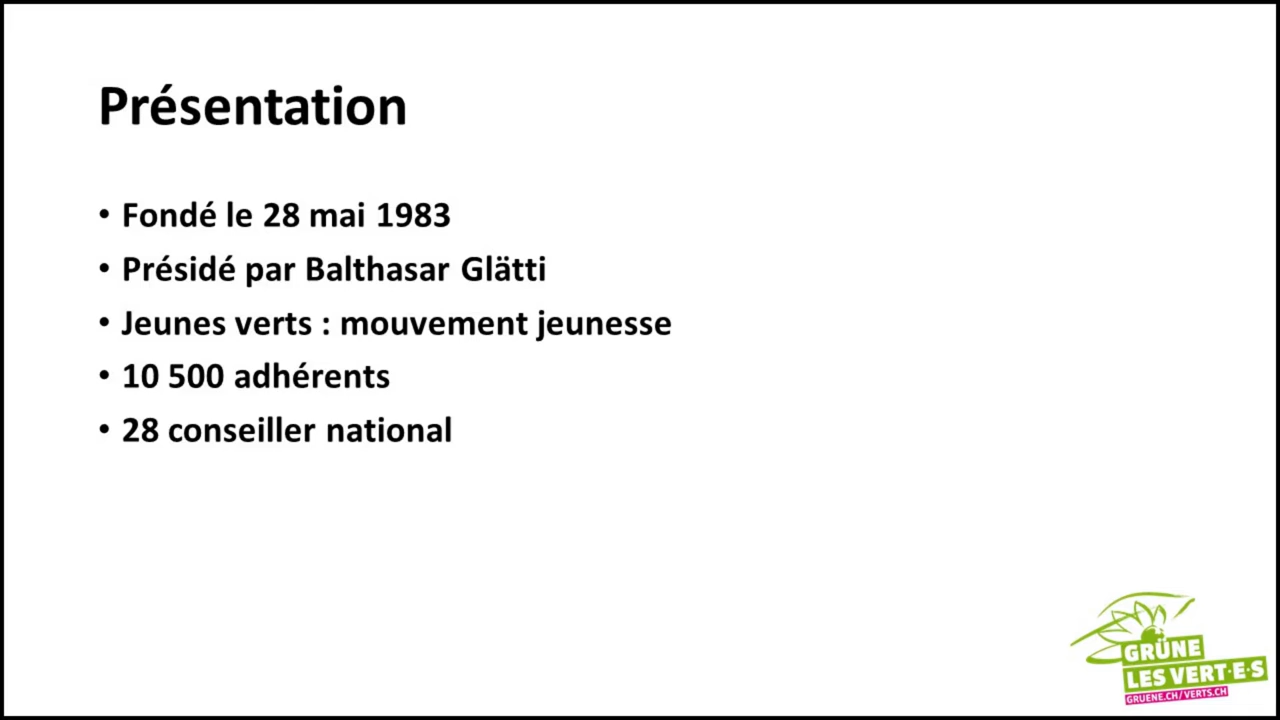 Présentation
• Fondé le 28 mai 1983
• Présidé par Balthasar Glätti
• Jeunes verts : mouvement jeunesse
• 10 500 adhérents
• 28 conseiller national
GRÜNE
LES VERT·E·S
GRUENE.CH/VERTS.CH